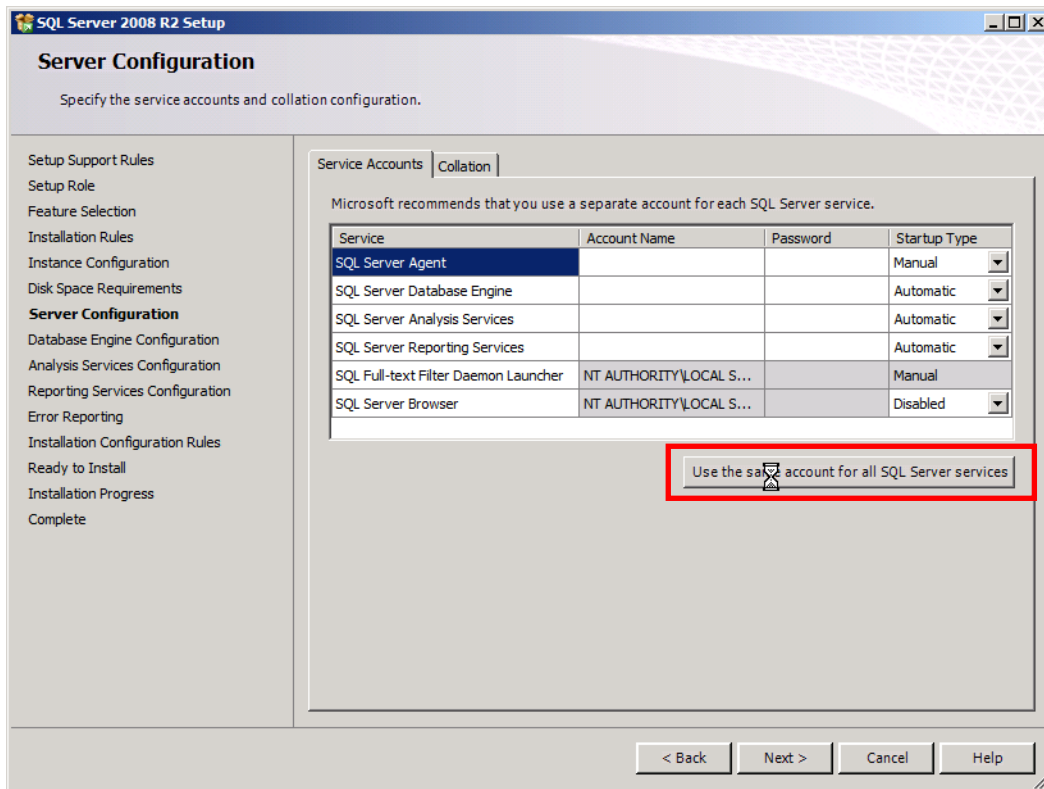 SQL Server 2008 R2 Setup
Server Configuration
Specify the service accounts and collation configuration.
Setup Support Rules
Setup Role
Feature Selection
Installation Rules
Instance Configuration
Disk Space Requirements
Server Configuration
Database Engine Configuration
Analysis Services Configuration
Reporting Services Configuration
Error Reporting
Installation Configuration Rules
Ready to Install
Installation Progress
Complete
Service Accounts Collation
Microsoft recommends that you use a separate account for each SQL Server service.
Service Account Name Password Startup Type
SQL Server Agent Manual
SQL Server Database Engine Automatic
SQL Server Analysis Services Automatic
SQL Server Reporting Services Automatic
SQL Full-text Filter Daemon Launcher NT AUTHORITY\LOCAL S... Manual
SQL Server Browser NT AUTHORITY\LOCAL S... Disabled
Use the same account for all SQL Server services
< Back Next > Cancel Help